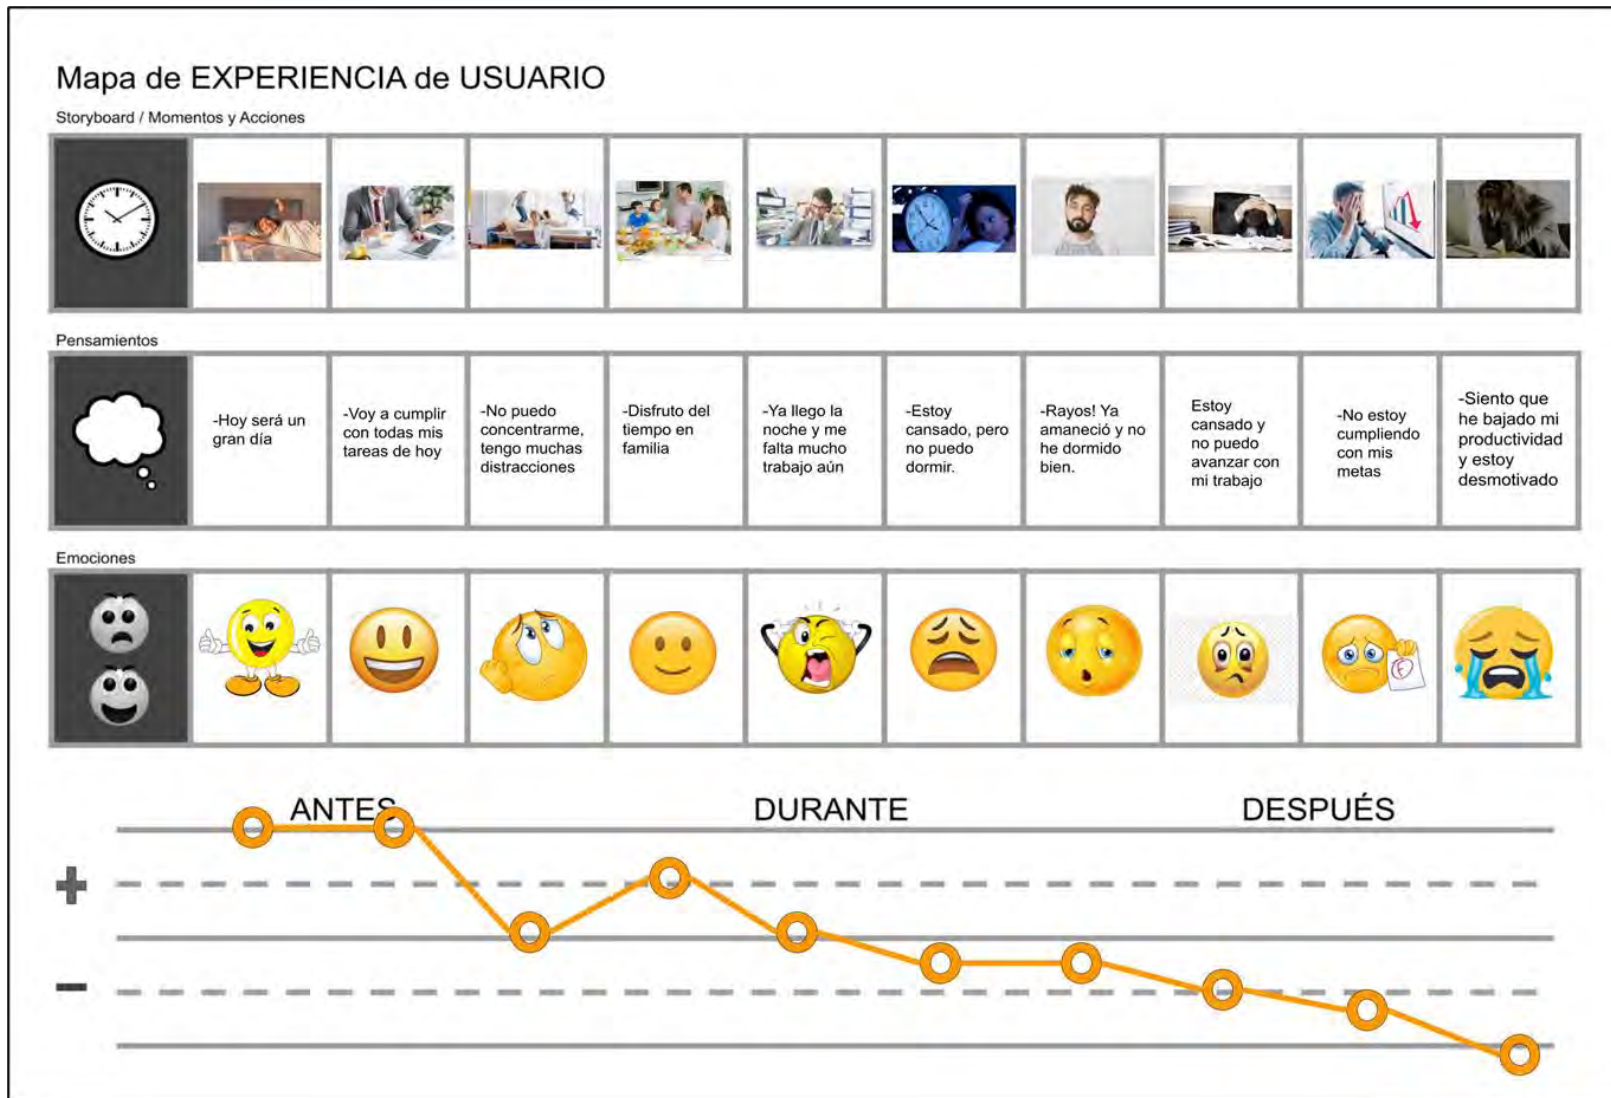 Mapa de EXPERIENCIA de USUARIO
Storyboard / Momentos y Acciones
Pensamientos
-Hoy será un
gran día
-Voy a cumplir
con todas mis
tareas de hoy
-No puedo
concentrarme,
tengo muchas
distracciones
-Disfruto del
tiempo en
familia
-Ya llego la
noche y me
falta mucho
trabajo aún
-Estoy
cansado, pero
no puedo
dormir.
-Rayos! Ya
amaneció y no
he dormido
bien.
Estoy
cansado y
no puedo
avanzar con
mi trabajo
-No estoy
cumpliendo
con mis
metas
-Siento que
he bajado mi
productividad
y estoy
desmotivado
Emociones
F
ANTES
DURANTE
DESPUÉS
+
-